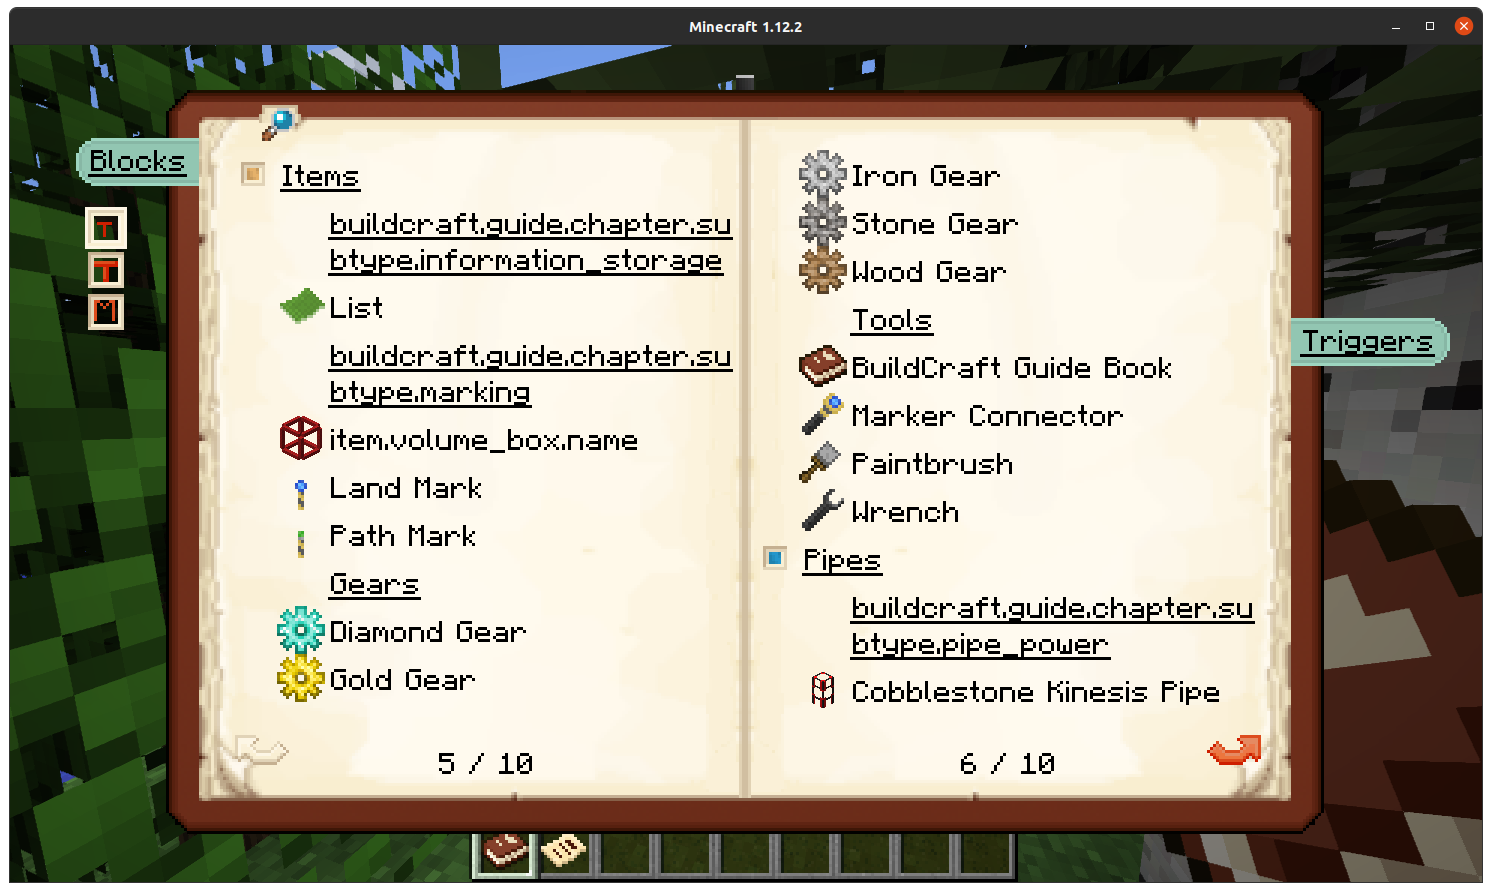 Minecraft 1.12.2
Blocks
T
T
M
Items
buildcraft.guide.chapter.su
btype.information_storage
List
buildcraft.guide.chapter.su
btype.marking
item.volume_box.name
Land Mark
Path Mark
Gears
Diamond Gear
Gold Gear
5 / 10
Iron Gear
Stone Gear
Wood Gear
Tools
BuildCraft Guide Book
Marker Connector
Paintbrush
Wrench
Pipes
buildcraft.guide.chapter.su
btype.pipe_power
Cobblestone Kinesis Pipe
6 / 10
Triggers